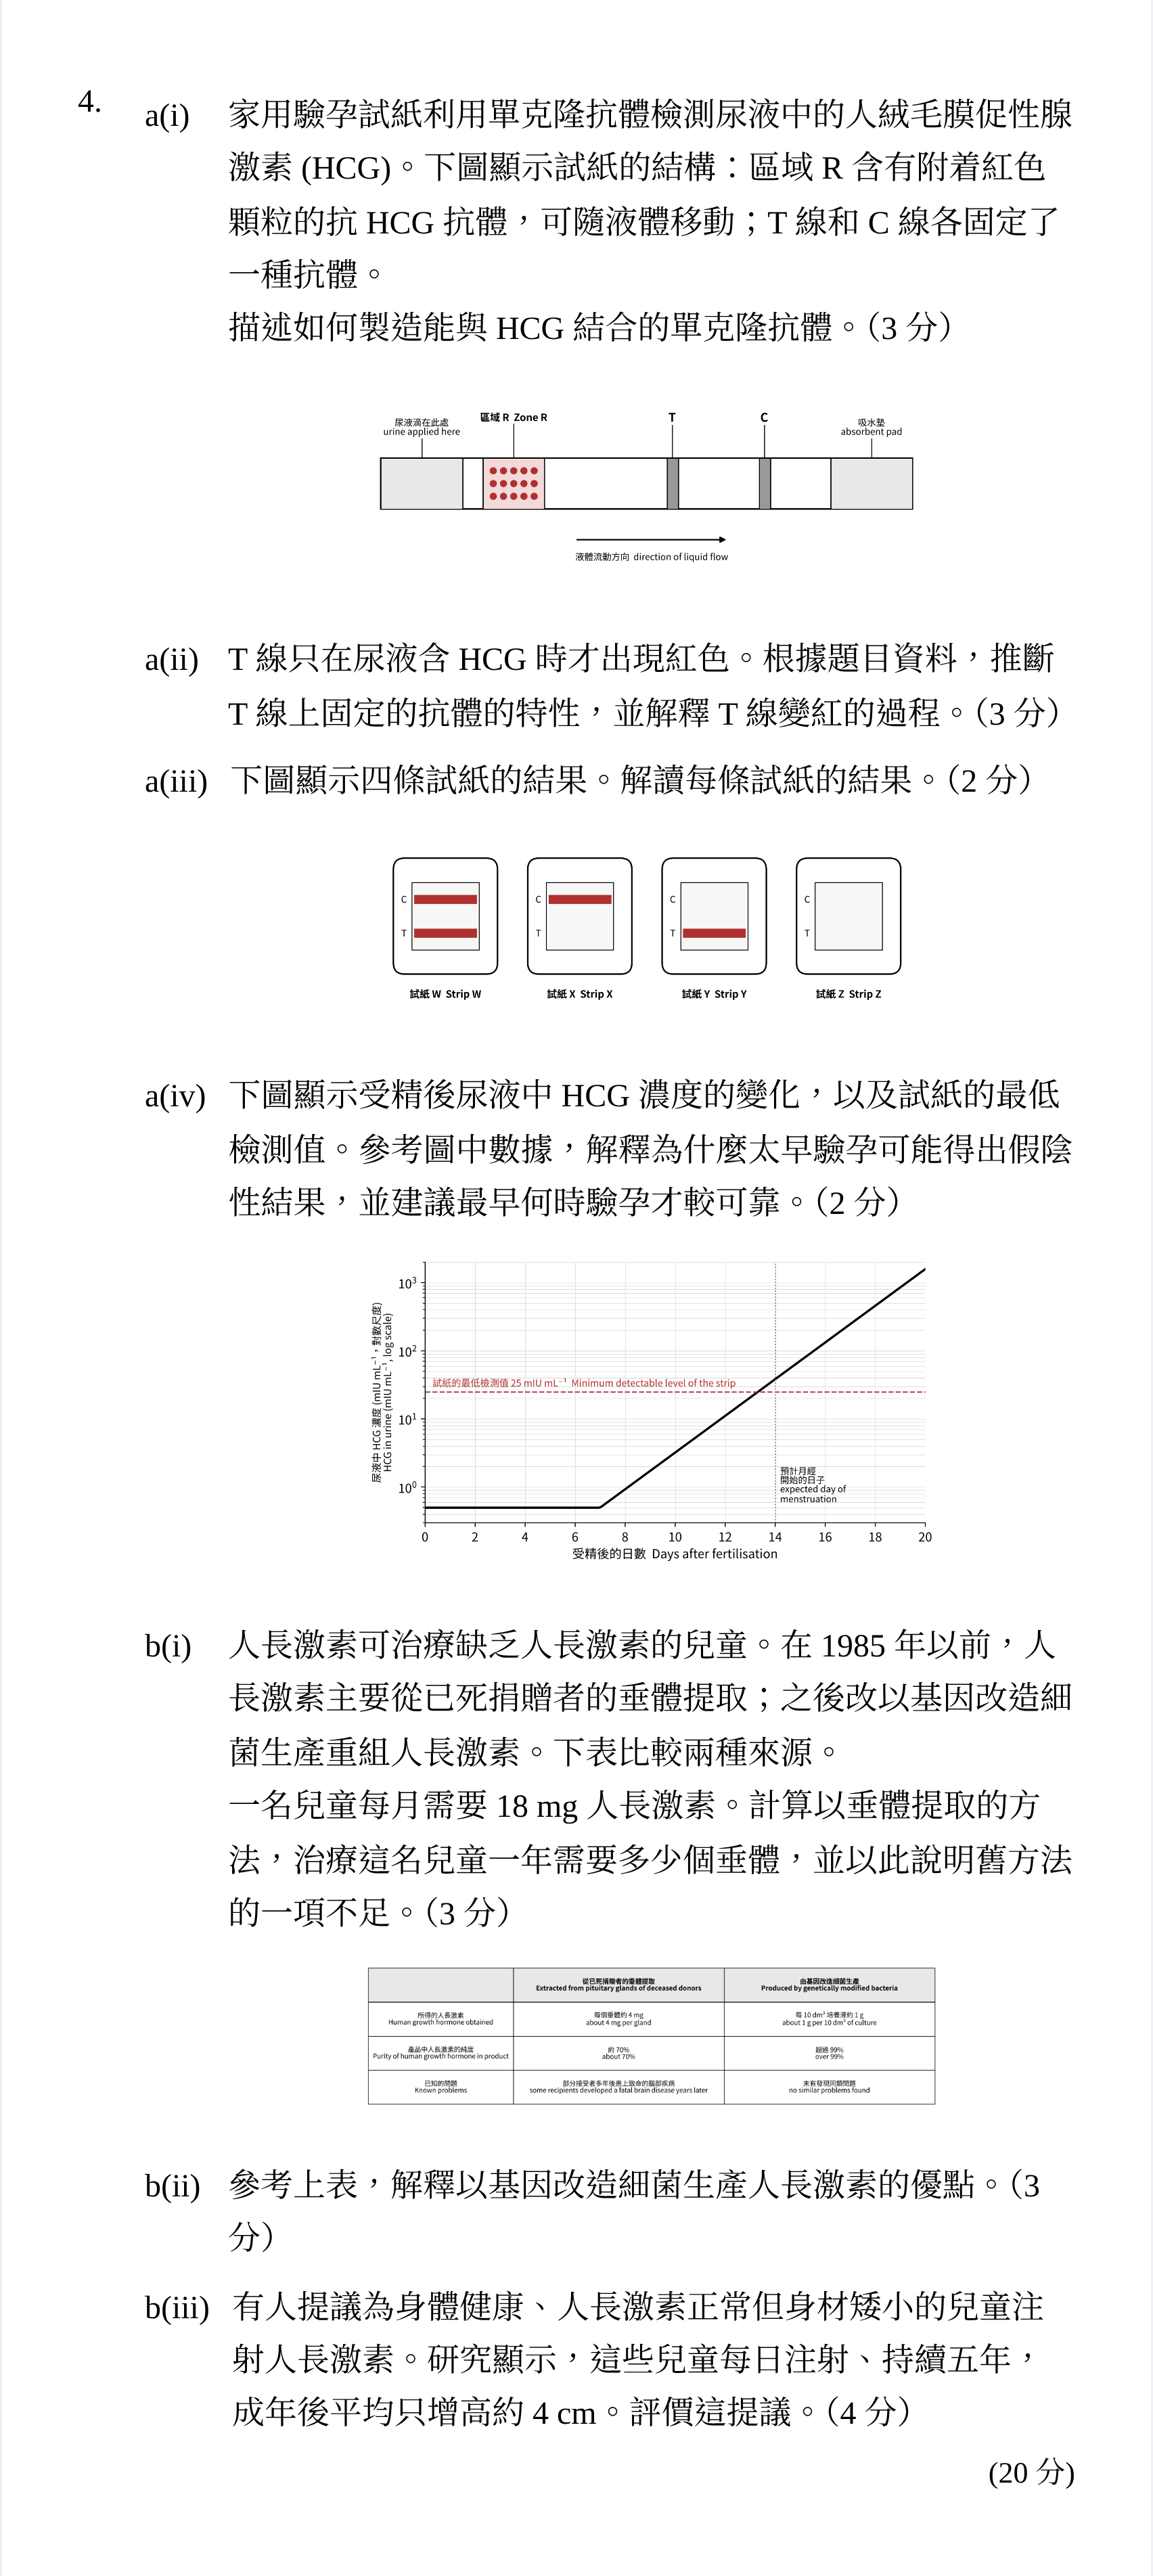 4.
a(i) 家用驗孕試紙利用單克隆抗體檢測尿液中的人絨毛膜促性腺
激素 (HCG)。下圖顯示試紙的結構：區域 R 含有附着紅色
顆粒的抗 HCG 抗體，可隨液體移動；T 線和 C 線各固定了
一種抗體。
描述如何製造能與 HCG 結合的單克隆抗體。（3 分）
尿液滴在此處
urine applied here
區域 R Zone R
T
C
吸水墊
absorbent pad
液體流動方向 direction of liquid flow
a(ii) T 線只在尿液含 HCG 時才出現紅色。根據題目資料，推斷
T 線上固定的抗體的特性，並解釋 T 線變紅的過程。（3 分）
a(iii) 下圖顯示四條試紙的結果。解讀每條試紙的結果。（2 分）
C
T
試紙 W Strip W
C
T
試紙 X Strip X
C
T
試紙 Y Strip Y
C
T
試紙 Z Strip Z
a(iv) 下圖顯示受精後尿液中 HCG 濃度的變化，以及試紙的最低
檢測值。參考圖中數據，解釋為什麼太早驗孕可能得出假陰
性結果，並建議最早何時驗孕才較可靠。（2 分）
尿液中 HCG 濃度 (mIU mL⁻¹，對數尺度)
HCG in urine (mIU mL⁻¹, log scale)
10³
10²
10¹
10⁰
試紙的最低檢測值 25 mIU mL⁻¹ Minimum detectable level of the strip
預計月經
開始的日子
expected day of
menstruation
0 2 4 6 8 10 12 14 16 18 20
受精後的日數 Days after fertilisation
b(i) 人長激素可治療缺乏人長激素的兒童。在 1985 年以前，人
長激素主要從已死捐贈者的垂體提取；之後改以基因改造細
菌生產重組人長激素。下表比較兩種來源。
一名兒童每月需要 18 mg 人長激素。計算以垂體提取的方
法，治療這名兒童一年需要多少個垂體，並以此說明舊方法
的一項不足。（3 分）
從已死捐贈者的垂體提取
Extracted from pituitary glands of deceased donors
由基因改造細菌生產
Produced by genetically modified bacteria
所得的人長激素
Human growth hormone obtained
每個垂體約 4 mg
about 4 mg per gland
每 10 dm³ 培養液約 1 g
about 1 g per 10 dm³ of culture
產品中人長激素的純度
Purity of human growth hormone in product
約 70%
about 70%
超過 99%
over 99%
已知的問題
Known problems
部分接受者多年後患上致命的腦部疾病
some recipients developed a fatal brain disease years later
未有發現同類問題
no similar problems found
b(ii) 參考上表，解釋以基因改造細菌生產人長激素的優點。（3
分）
b(iii) 有人提議為身體健康、人長激素正常但身材矮小的兒童注
射人長激素。研究顯示，這些兒童每日注射、持續五年，
成年後平均只增高約 4 cm。評價這提議。（4 分）
(20 分)